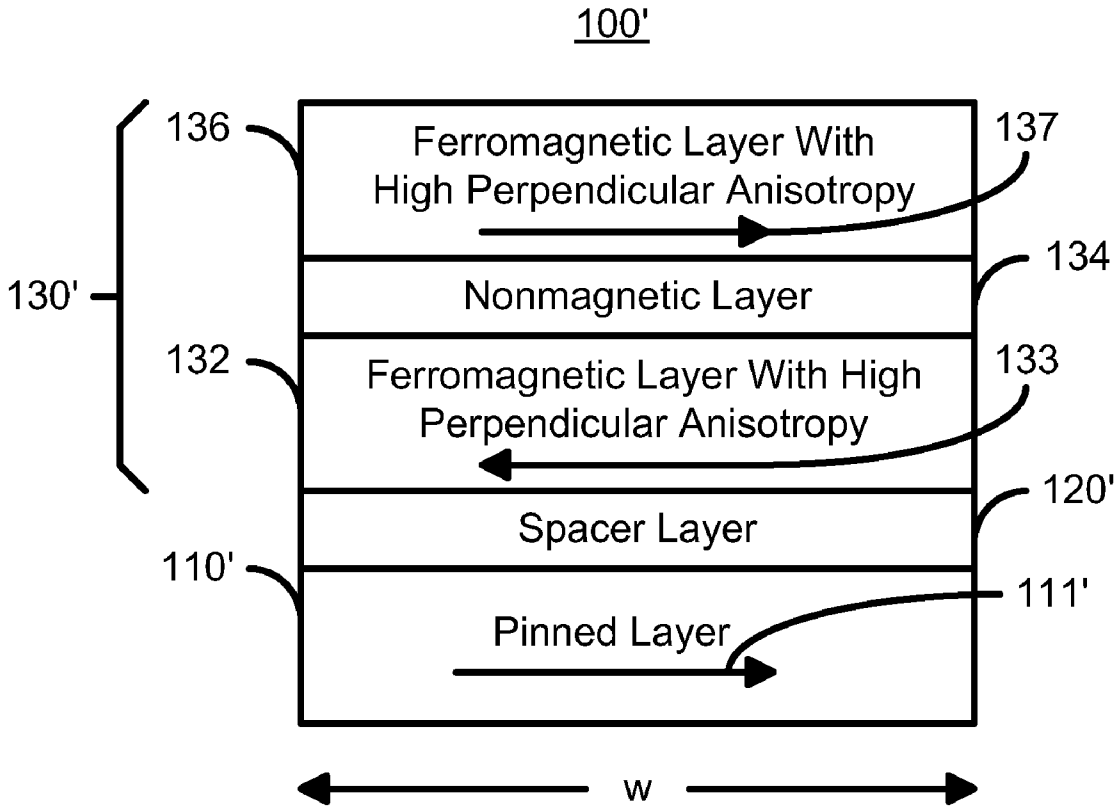 100'
136
Ferromagnetic Layer With
High Perpendicular Anisotropy
137
134
Nonmagnetic Layer
130'
132
Ferromagnetic Layer With High
Perpendicular Anisotropy
133
120'
Spacer Layer
110'
111'
Pinned Layer
w